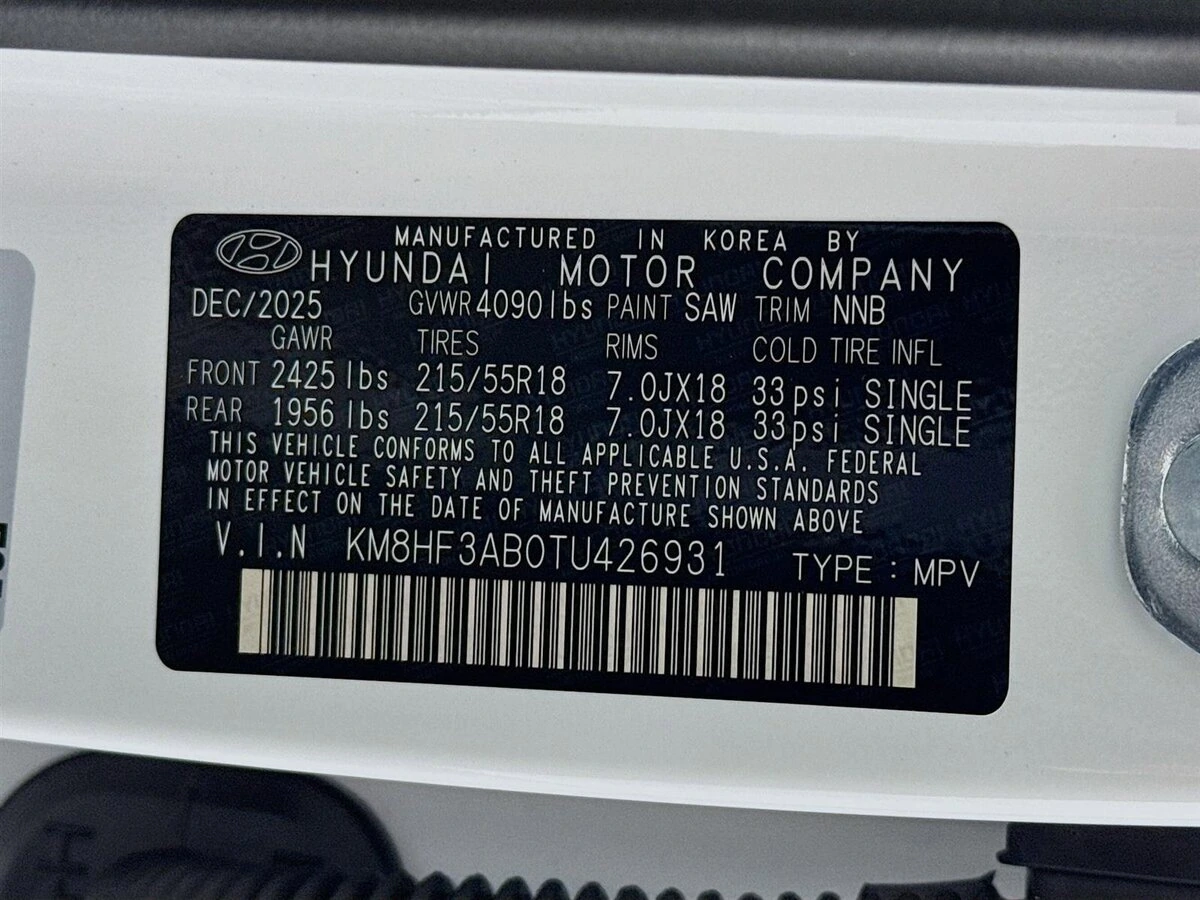 MANUFACTURED IN KOREA BY
HYUNDAI MOTOR COMPANY
DEC/2025 GVWR 4090lbs PAINT SAW TRIM NNB
GAWR TIRES RIMS COLD TIRE INFL
FRONT 2425 lbs 215/55R18 7.0JX18 33psi SINGLE
REAR 1956 lbs 215/55R18 7.0JX18 33psi SINGLE
THIS VEHICLE CONFORMS TO ALL APPLICABLE U.S.A. FEDERAL
MOTOR VEHICLE SAFETY AND THEFT PREVENTION STANDARDS
IN EFFECT ON THE DATE OF MANUFACTURE SHOWN ABOVE
V.I.N KM8HF3AB0TU426931 TYPE : MPV